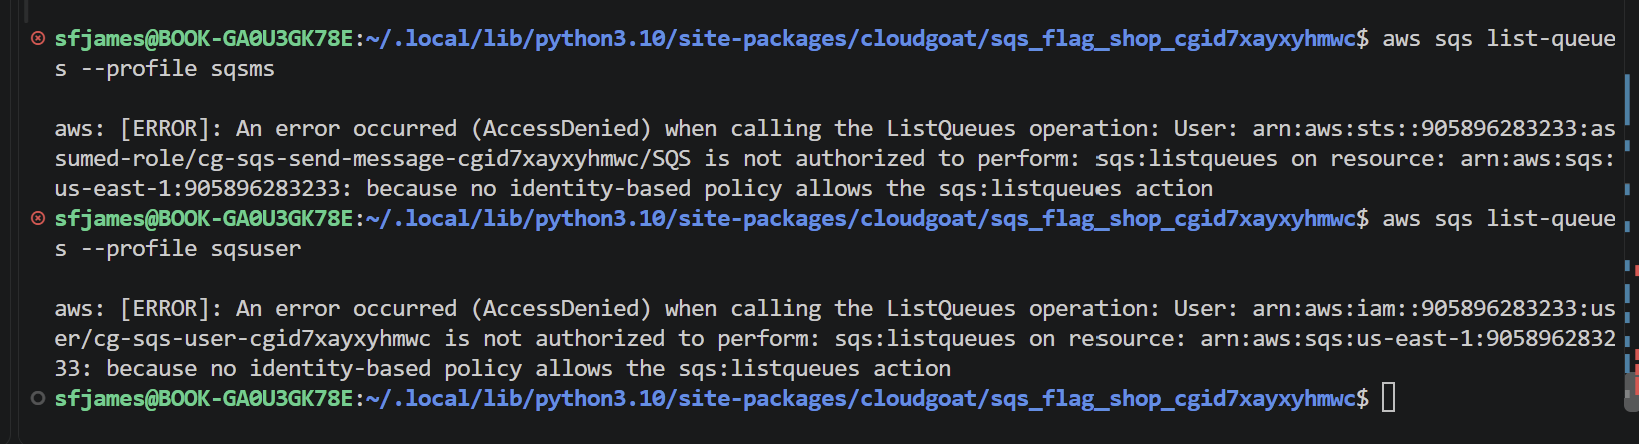 sfjames@BOOK-GA0U3GK78E:~/.local/lib/python3.10/site-packages/cloudgoat/sqs_flag_shop_cgid7xayxyhmwc$ aws sqs list-queue
s --profile sqsms
aws: [ERROR]: An error occurred (AccessDenied) when calling the ListQueues operation: User: arn:aws:sts::905896283233:as
sumed-role/cg-sqs-send-message-cgid7xayxyhmwc/SQS is not authorized to perform: sqs:listqueues on resource: arn:aws:sqs:
us-east-1:905896283233: because no identity-based policy allows the sqs:listqueues action
sfjames@BOOK-GA0U3GK78E:~/.local/lib/python3.10/site-packages/cloudgoat/sqs_flag_shop_cgid7xayxyhmwc$ aws sqs list-queue
s --profile sqsuser
aws: [ERROR]: An error occurred (AccessDenied) when calling the ListQueues operation: User: arn:aws:iam::905896283233:us
er/cg-sqs-user-cgid7xayxyhmwc is not authorized to perform: sqs:listqueues on resource: arn:aws:sqs:us-east-1:9058962832
33: because no identity-based policy allows the sqs:listqueues action
sfjames@BOOK-GA0U3GK78E:~/.local/lib/python3.10/site-packages/cloudgoat/sqs_flag_shop_cgid7xayxyhmwc$